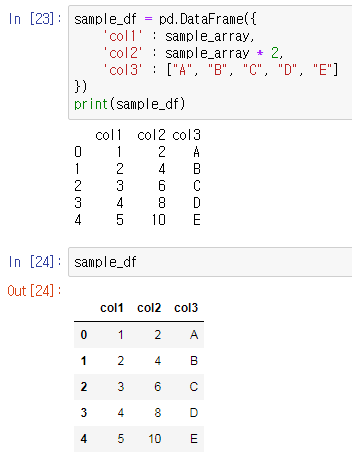 In [23]:
sample_df = pd.DataFrame({
    'col1' : sample_array,
    'col2' : sample_array * 2,
    'col3' : ["A", "B", "C", "D", "E"]
})
print(sample_df)
   col1  col2 col3
0     1     2    A
1     2     4    B
2     3     6    C
3     4     8    D
4     5    10    E
In [24]:
sample_df
Out[24]:
col1 col2 col3
0 1 2 A
1 2 4 B
2 3 6 C
3 4 8 D
4 5 10 E